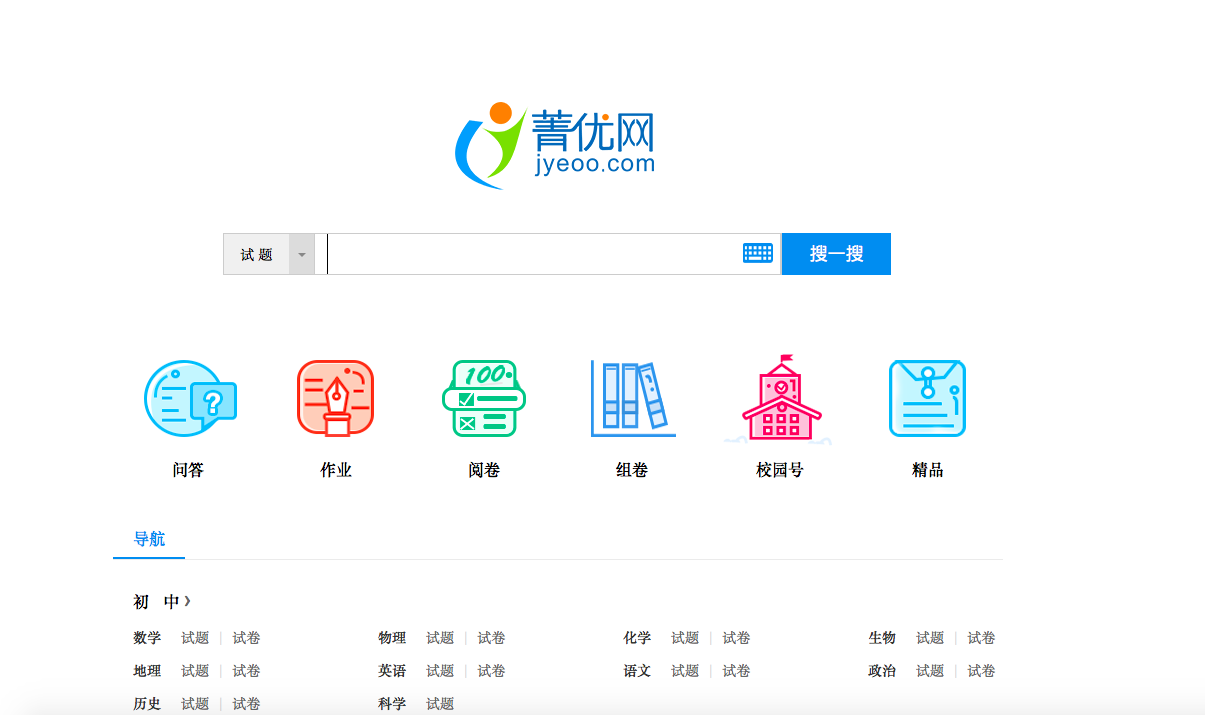 菁优网
jyeoo.com
试 题
搜一搜
100
?
问答 作业 阅卷 组卷 校园号 精品
导航
初 中 》
数学 试题 | 试卷 物理 试题 | 试卷 化学 试题 | 试卷 生物 试题 | 试卷
地理 试题 | 试卷 英语 试题 | 试卷 语文 试题 | 试卷 政治 试题 | 试卷
历史 试题 | 试卷 科学 试题